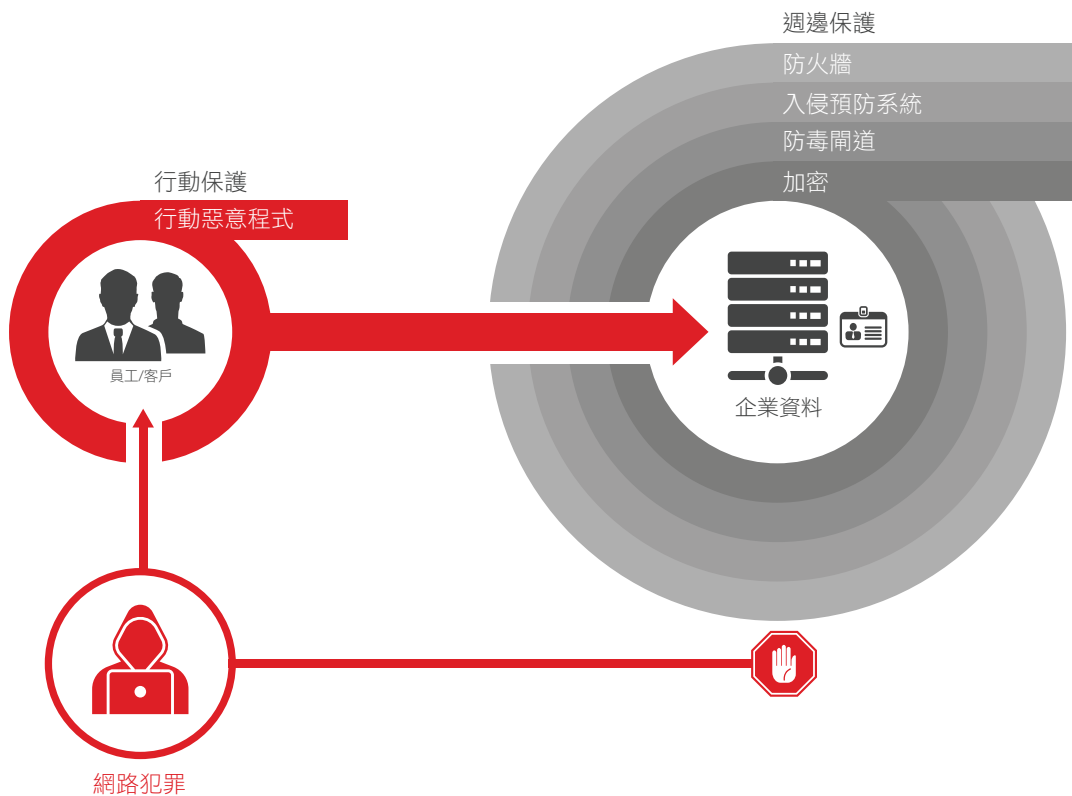 週邊保護
防火牆
入侵預防系統
防毒閘道
加密
行動保護
行動惡意程式
員工/客戶
企業資料
網路犯罪